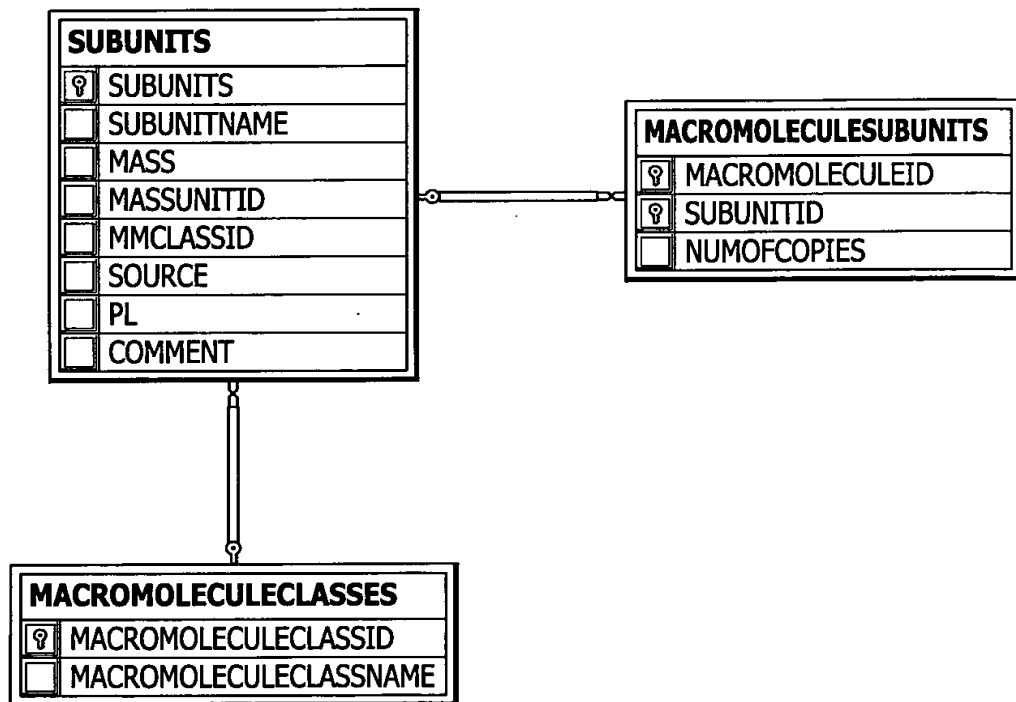 SUBUNITS
SUBUNITS
SUBUNITNAME
MASS
MASSUNITID
MMCLASSID
SOURCE
PL
COMMENT
MACROMOLECULESUBUNITS
MACROMOLECULEID
SUBUNITID
NUMOFCOPIES
MACROMOLECULECLASSES
MACROMOLECULECLASSID
MACROMOLECULECLASSNAME